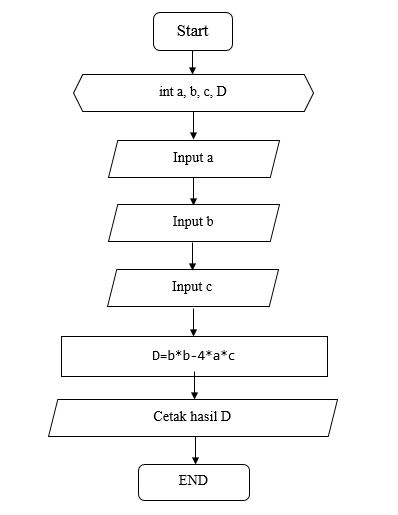 Start
int a, b, c, D
Input a
Input b
Input c
D=b*b-4*a*c
Cetak hasil D
END